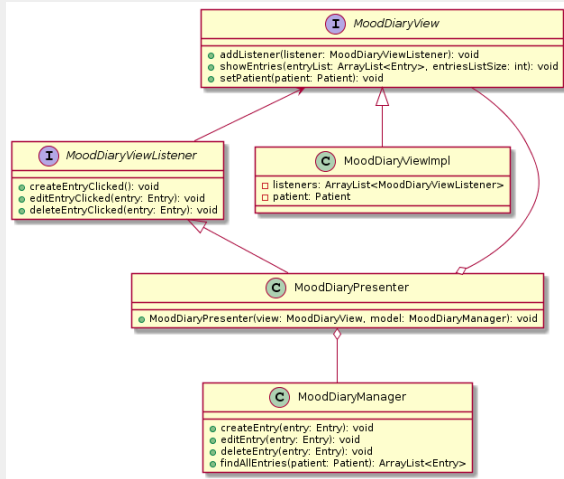 I MoodDiaryView
addListener(listener: MoodDiaryViewListener): void
showEntries(entryList: ArrayList<Entry>, entriesListSize: int): void
setPatient(patient: Patient): void
I MoodDiaryViewListener
createEntryClicked(): void
editEntryClicked(entry: Entry): void
deleteEntryClicked(entry: Entry): void
C MoodDiaryViewImpl
listeners: ArrayList<MoodDiaryViewListener>
patient: Patient
C MoodDiaryPresenter
MoodDiaryPresenter(view: MoodDiaryView, model: MoodDiaryManager): void
C MoodDiaryManager
createEntry(entry: Entry): void
editEntry(entry: Entry): void
deleteEntry(entry: Entry): void
findAllEntries(patient: Patient): ArrayList<Entry>